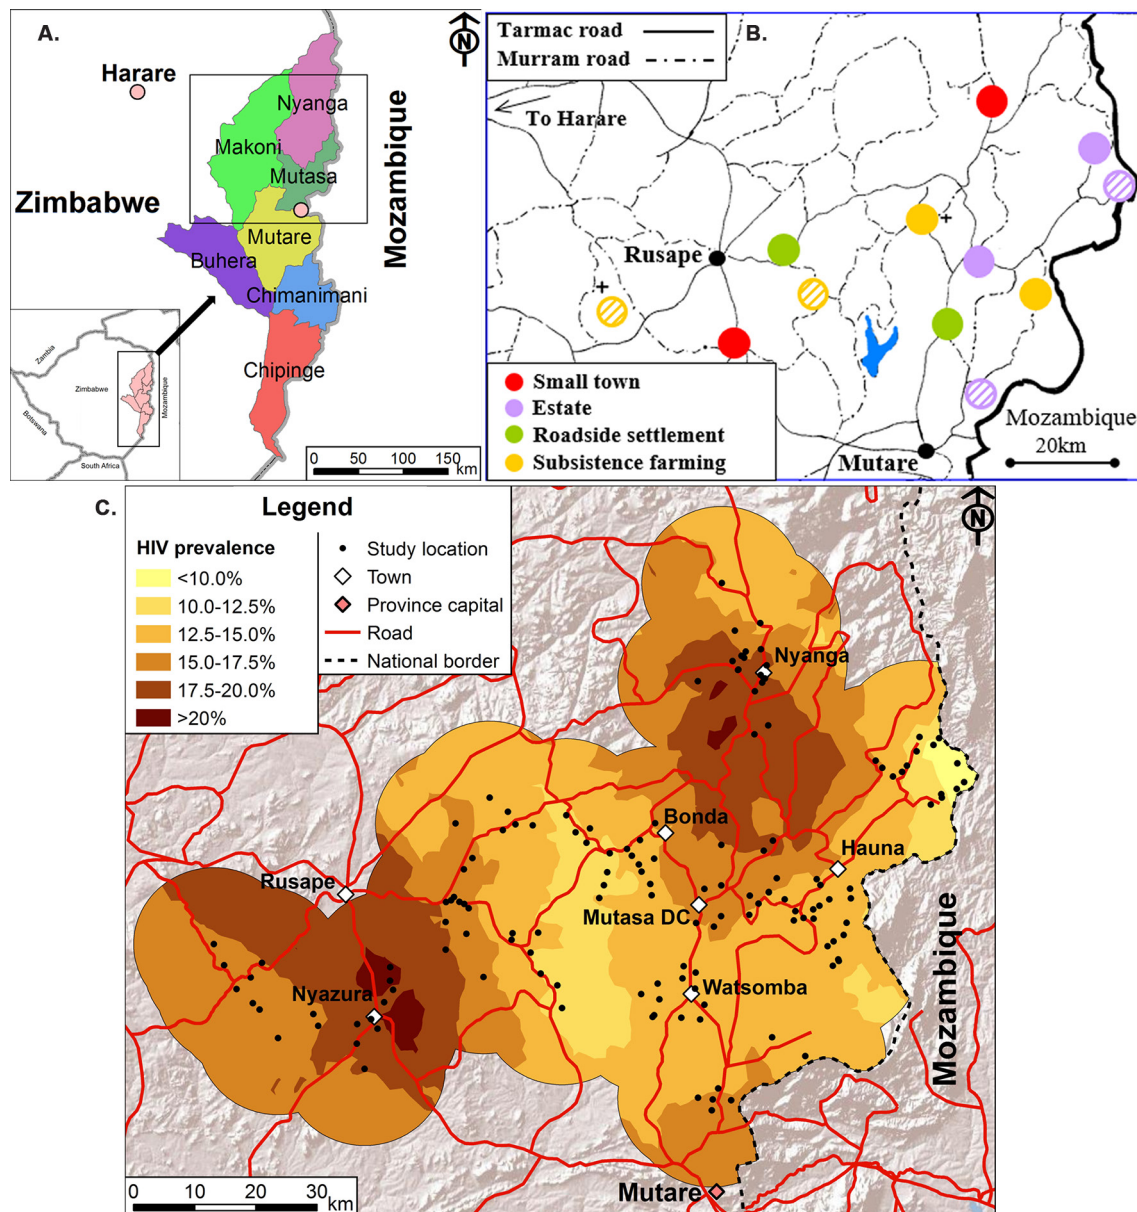 A.
N
Harare
Nyanga
Makoni
Mutasa
Zimbabwe
Mozambique
Mutare
Buhera
Chimanimani
Chipinge
Zambia
Zimbabwe
Mozambique
Botswana
South Africa
0 50 100 150
km
Tarmac road
Murram road
B.
To Harare
Rusape
+
+
Small town
Estate
Roadside settlement
Subsistence farming
Mutare
Mozambique
20km
C.
Legend
HIV prevalence
<10.0%
10.0-12.5%
12.5-15.0%
15.0-17.5%
17.5-20.0%
>20%
Study location
Town
Province capital
Road
National border
N
Nyanga
Bonda
Hauna
Rusape
Mutasa DC
Nyazura
Watsomba
Mozambique
Mutare
0 10 20 30
km